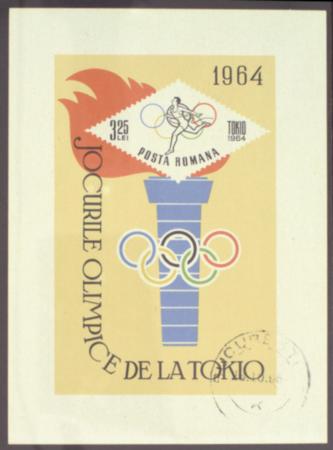 1964
3.25
LEI
TOKIO
1964
POSTA ROMANA
JOCURILE OLIMPICE DE LA TOKIO